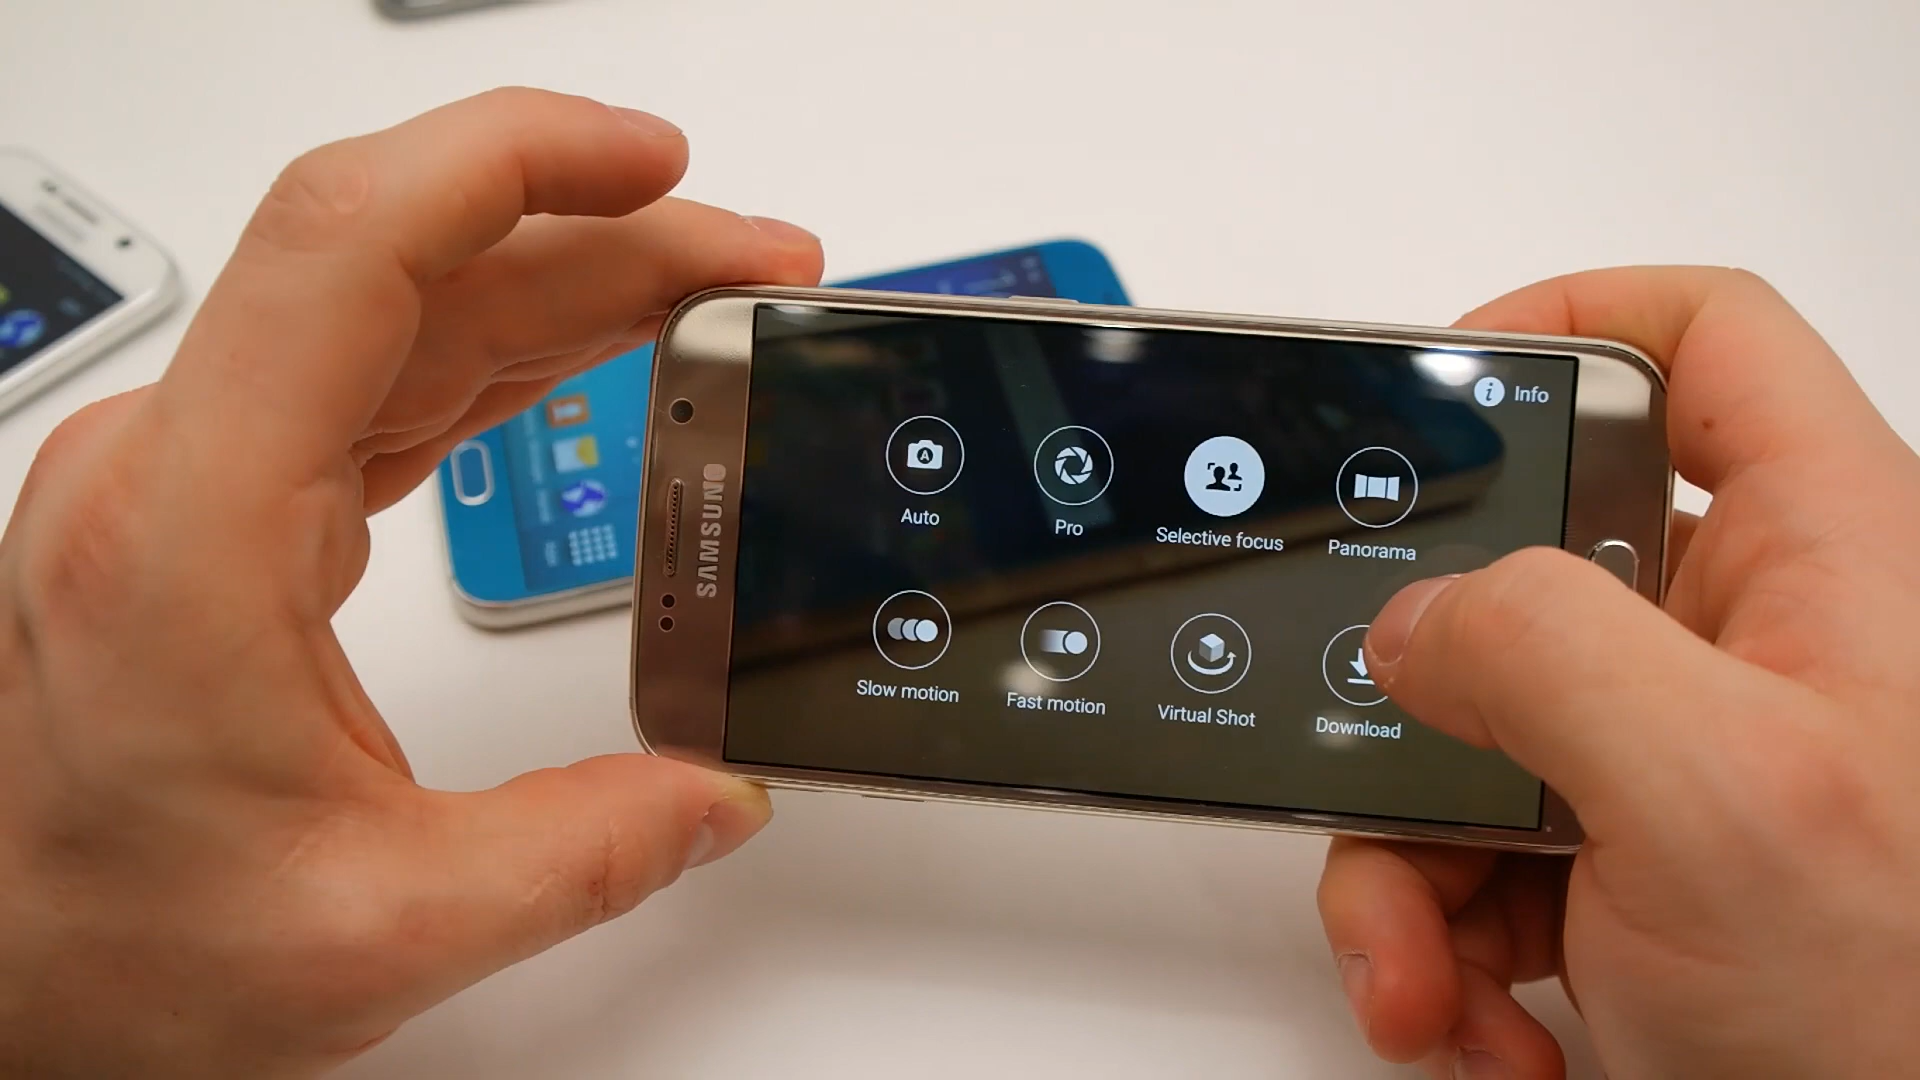 SAMSUNG
Info
Auto
Pro
Selective focus
Panorama
Slow motion
Fast motion
Virtual Shot
Download